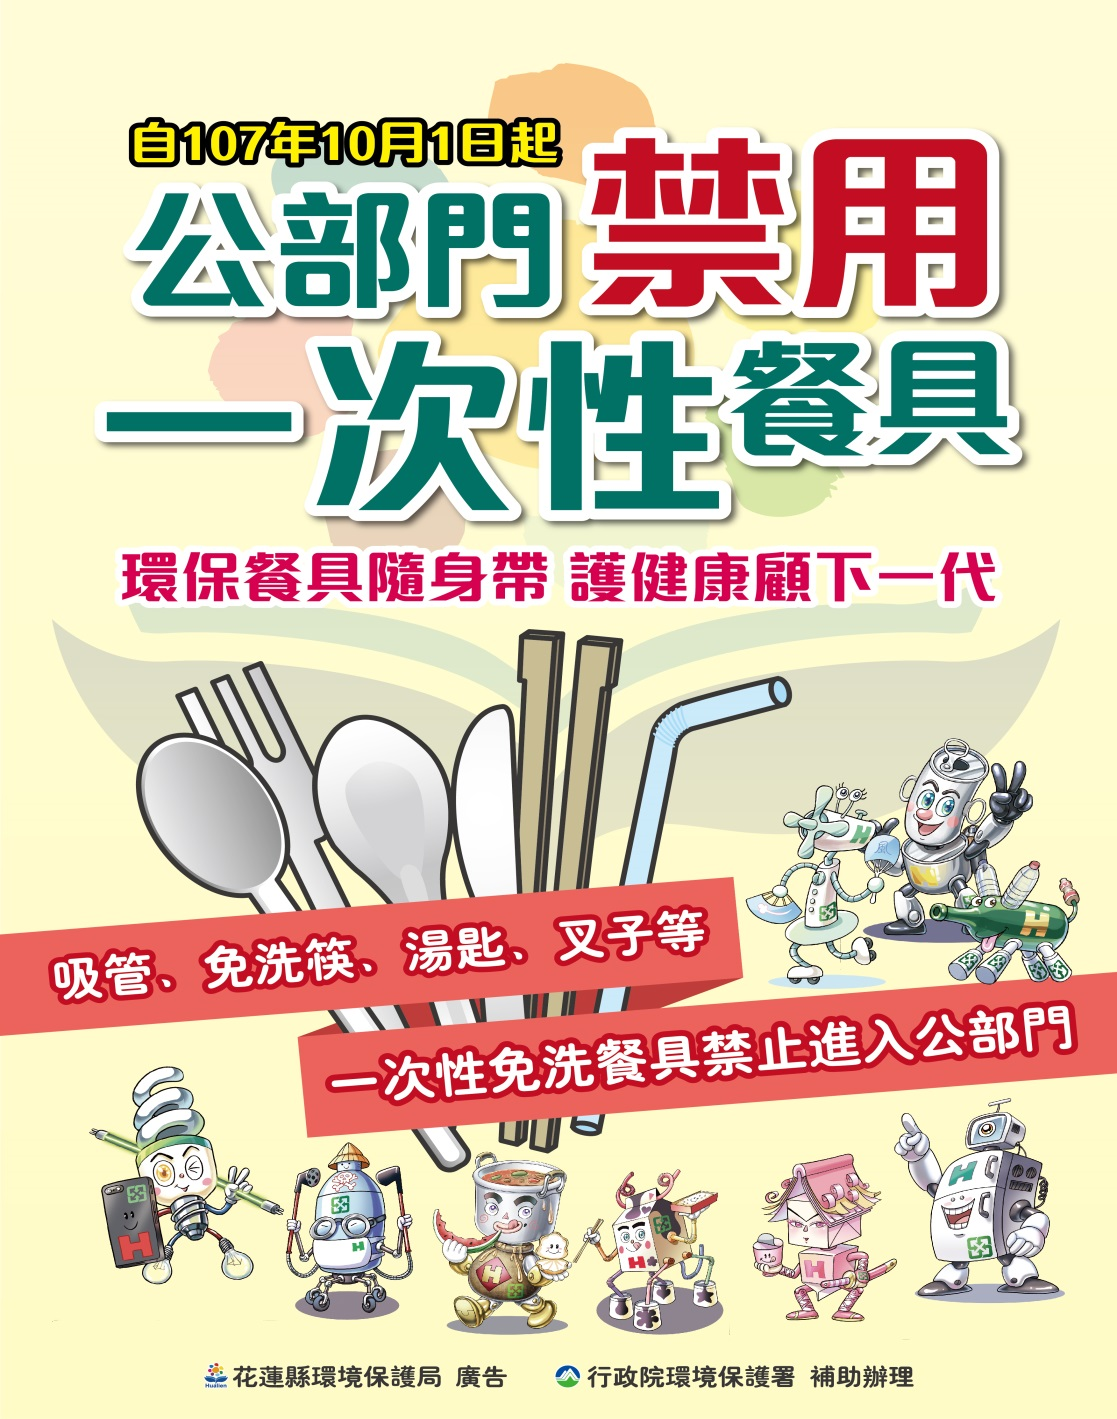 自107年10月1日起
公部門 禁用
一次性餐具
環保餐具隨身帶 護健康顧下一代
吸管、免洗筷、湯匙、叉子等
一次性免洗餐具禁止進入公部門
風
H
N
H
H
H
H
H
H
H
Hualien 花蓮縣環境保護局 廣告 行政院環境保護署 補助辦理